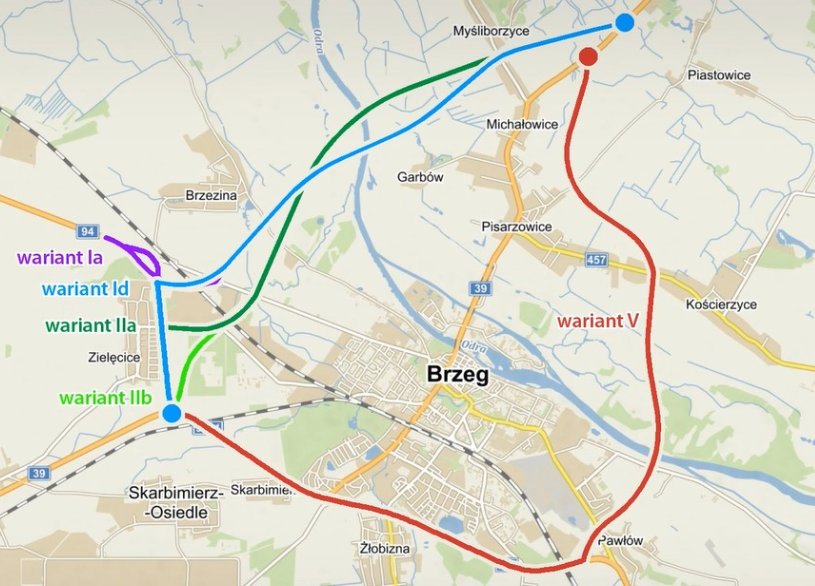 Odra
Myśliborzyce
Piastowice
Michałowice
Garbów
Brzezina
Pisarzowice
94
wariant Ia
457
wariant Id
39
Kościerzyce
wariant V
wariant IIa
Odra
Zielęcice
Brzeg
wariant IIb
39
Skarbimierz-
-Osiedle
Skarbimier
Pawłów
Żłobizna